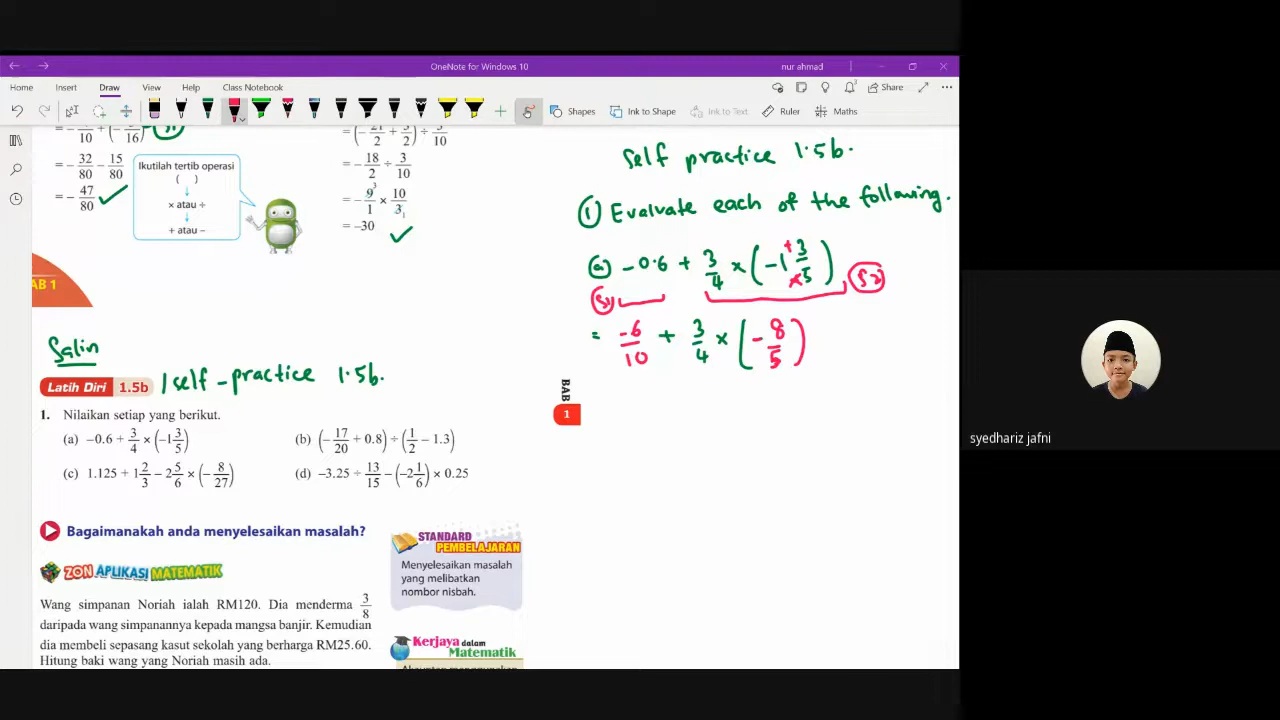 OneNote for Windows 10
nur ahmad
Home Insert Draw View Help Class Notebook
Share
Shapes Ink to Shape Ink to Text Ruler Maths
= − 32/80 − 15/80
= − 47/80
Ikutilah tertib operasi
( )
× atau ÷
+ atau −
= − 18/2 ÷ 3/10
= − 9/1 × 10/3
= −30
BAB 1
Salin
Latih Diri 1.5b / self-practice 1.5b.
1. Nilaikan setiap yang berikut.
(a) −0.6 + 3/4 × (−1 3/5)
(b) (− 17/20 + 0.8) ÷ (1/2 − 1.3)
(c) 1.125 + 1 2/3 − 2 5/6 × (− 8/27)
(d) −3.25 ÷ 13/15 − (−2 1/6) × 0.25
Bagaimanakah anda menyelesaikan masalah?
ZON APLIKASI MATEMATIK
Wang simpanan Noriah ialah RM120. Dia menderma 3/8
daripada wang simpanannya kepada mangsa banjir. Kemudian
dia membeli sepasang kasut sekolah yang berharga RM25.60.
Hitung baki wang yang Noriah masih ada.
STANDARD
PEMBELAJARAN
Menyelesaikan masalah
yang melibatkan
nombor nisbah.
Kerjaya dalam
Matematik
BAB
1
Self practice 1.5b.
① Evaluate each of the following.
(a) −0.6 + 3/4 × (−1 3/5)
= −6/10 + 3/4 × (− 8/5)
syedhariz jafni